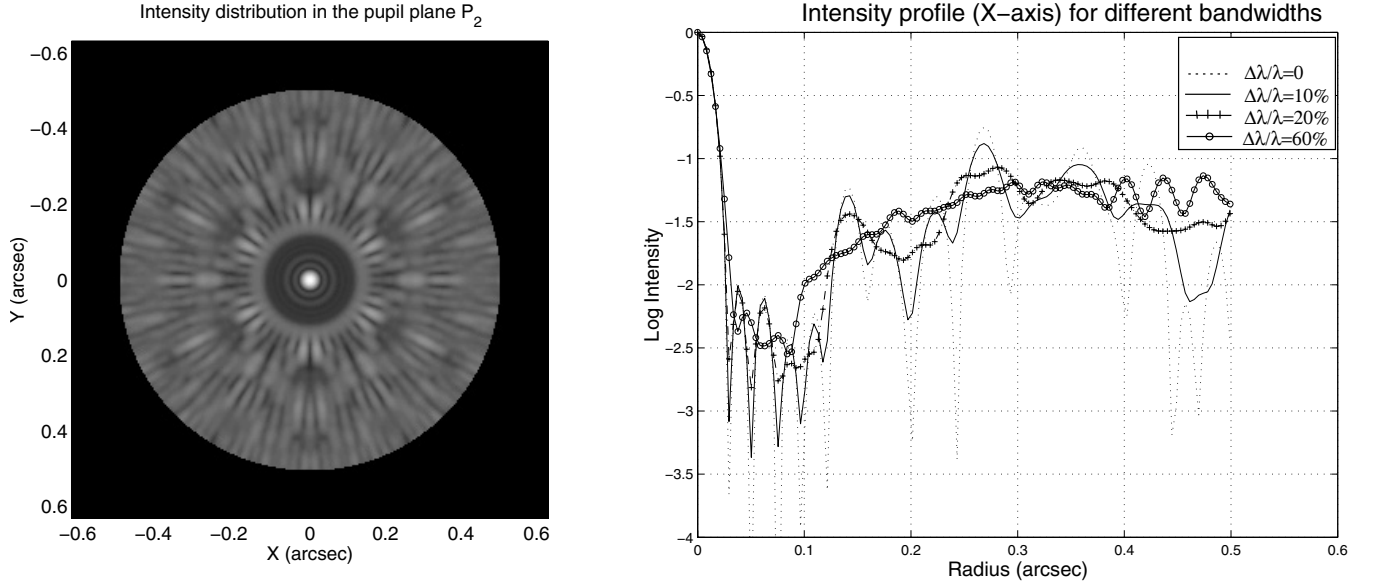 Intensity distribution in the pupil plane P₂
−0.6
−0.4
−0.2
0
0.2
0.4
0.6
Y (arcsec)
−0.6 −0.4 −0.2 0 0.2 0.4 0.6
X (arcsec)
Intensity profile (X−axis) for different bandwidths
Δλ/λ=0
Δλ/λ=10%
Δλ/λ=20%
Δλ/λ=60%
0
−0.5
−1
−1.5
−2
−2.5
−3
−3.5
−4
Log Intensity
0 0.1 0.2 0.3 0.4 0.5 0.6
Radius (arcsec)